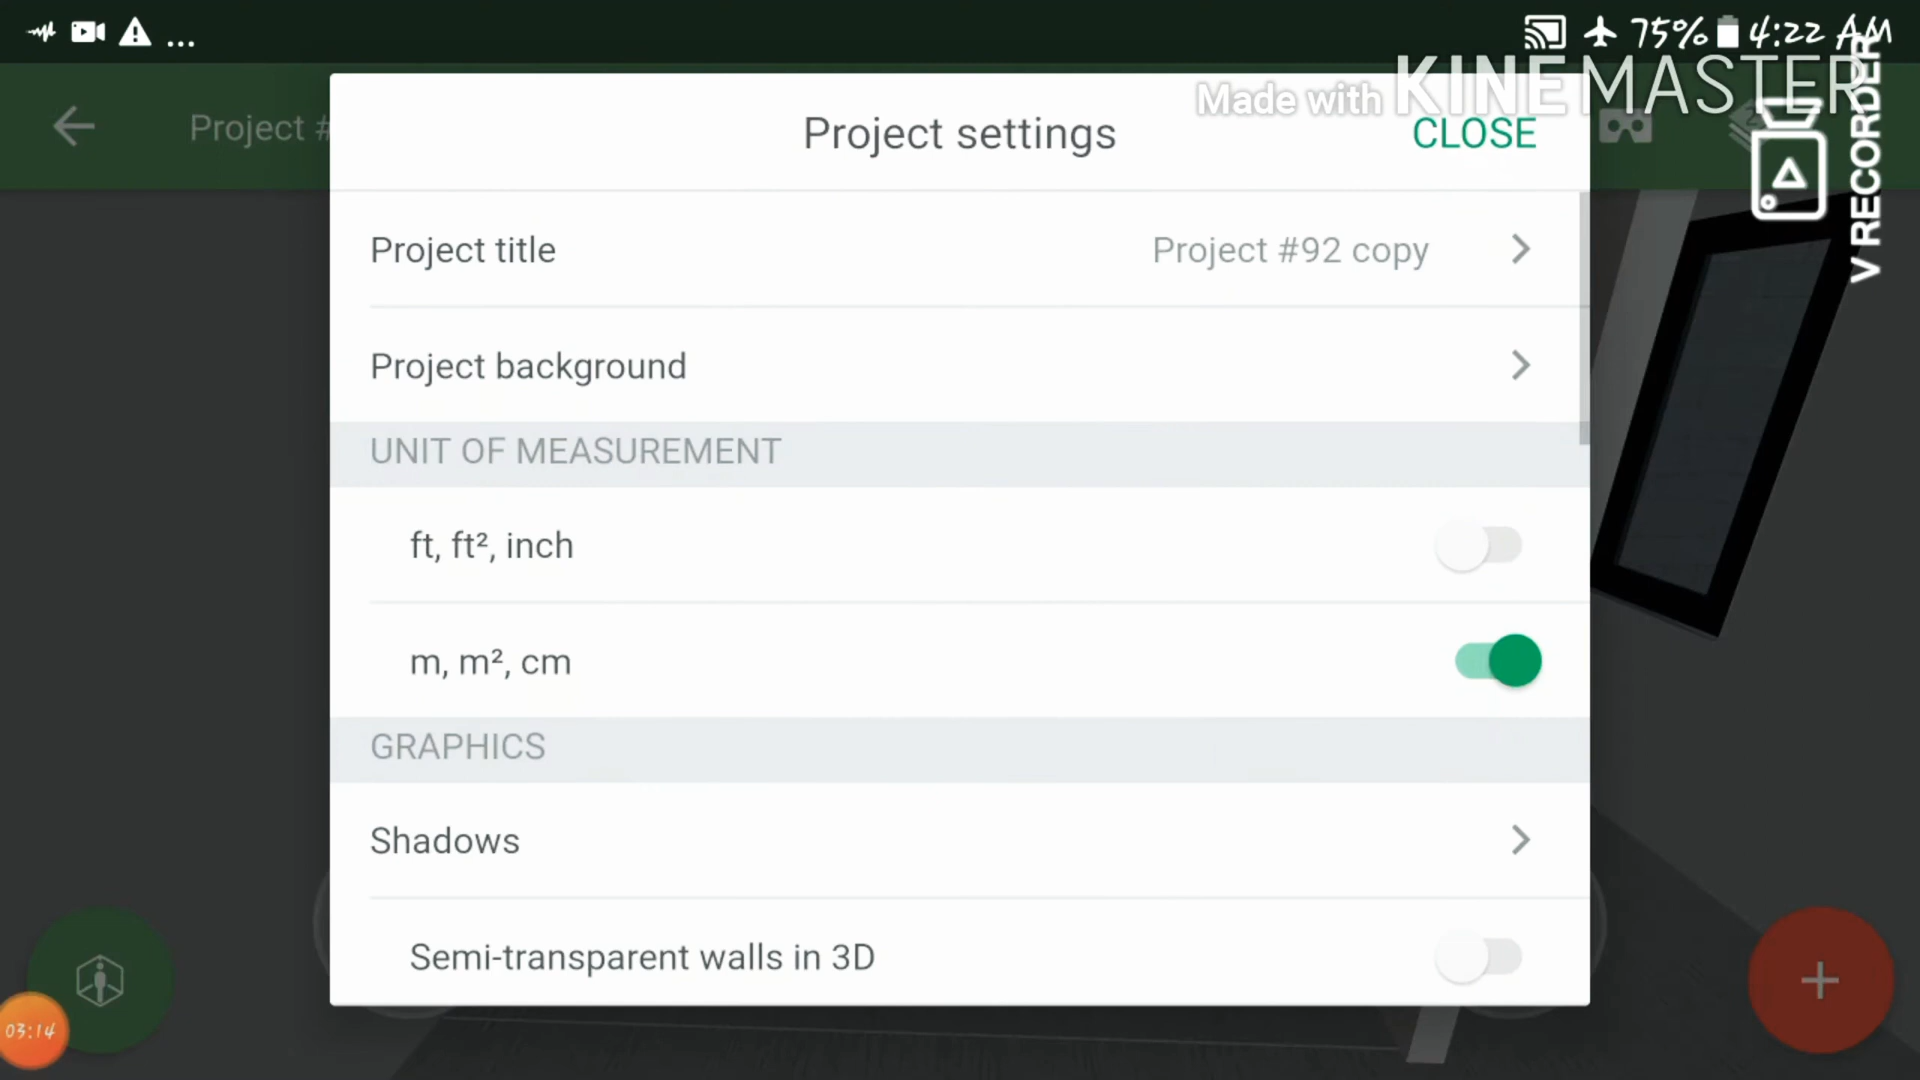 ... 75% 4:22 AM
Made with KINEMASTER
V RECORDER
Project #
Project settings
CLOSE
Project title
Project #92 copy
Project background
UNIT OF MEASUREMENT
ft, ft², inch
m, m², cm
GRAPHICS
Shadows
Semi-transparent walls in 3D
03:14